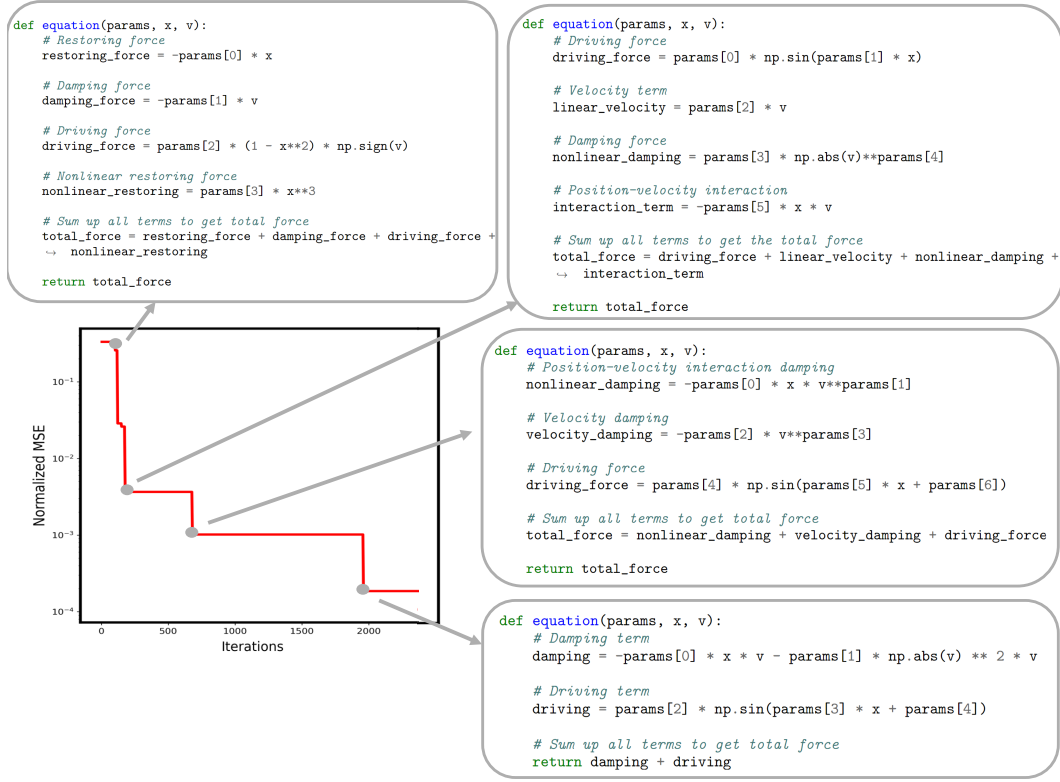 def equation(params, x, v):
# Restoring force
restoring_force = -params[0] * x
# Damping force
damping_force = -params[1] * v
# Driving force
driving_force = params[2] * (1 - x**2) * np.sign(v)
# Nonlinear restoring force
nonlinear_restoring = params[3] * x**3
# Sum up all terms to get total force
total_force = restoring_force + damping_force + driving_force +
↪ nonlinear_restoring
return total_force
def equation(params, x, v):
# Driving force
driving_force = params[0] * np.sin(params[1] * x)
# Velocity term
linear_velocity = params[2] * v
# Damping force
nonlinear_damping = params[3] * np.abs(v)**params[4]
# Position-velocity interaction
interaction_term = -params[5] * x * v
# Sum up all terms to get the total force
total_force = driving_force + linear_velocity + nonlinear_damping +
↪ interaction_term
return total_force
def equation(params, x, v):
# Position-velocity interaction damping
nonlinear_damping = -params[0] * x * v**params[1]
# Velocity damping
velocity_damping = -params[2] * v**params[3]
# Driving force
driving_force = params[4] * np.sin(params[5] * x + params[6])
# Sum up all terms to get total force
total_force = nonlinear_damping + velocity_damping + driving_force
return total_force
def equation(params, x, v):
# Damping term
damping = -params[0] * x * v - params[1] * np.abs(v) ** 2 * v
# Driving term
driving = params[2] * np.sin(params[3] * x + params[4])
# Sum up all terms to get total force
return damping + driving
Normalized MSE
10⁻¹
10⁻²
10⁻³
10⁻⁴
0 500 1000 1500 2000
Iterations